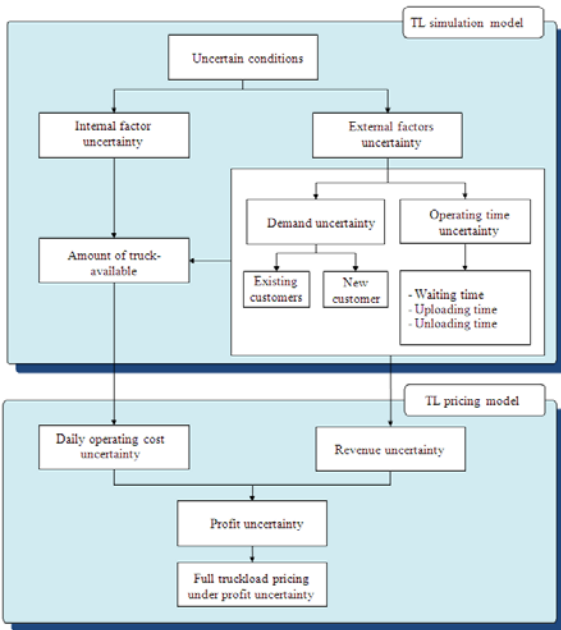 TL simulation model
Uncertain conditions
Internal factor
uncertainty
External factors
uncertainty
Demand uncertainty
Operating time
uncertainty
Amount of truck-
available
Existing
customers
New
customer
- Waiting time
- Uploading time
- Unloading time
TL pricing model
Daily operating cost
uncertainty
Revenue uncertainty
Profit uncertainty
Full truckload pricing
under profit uncertainty